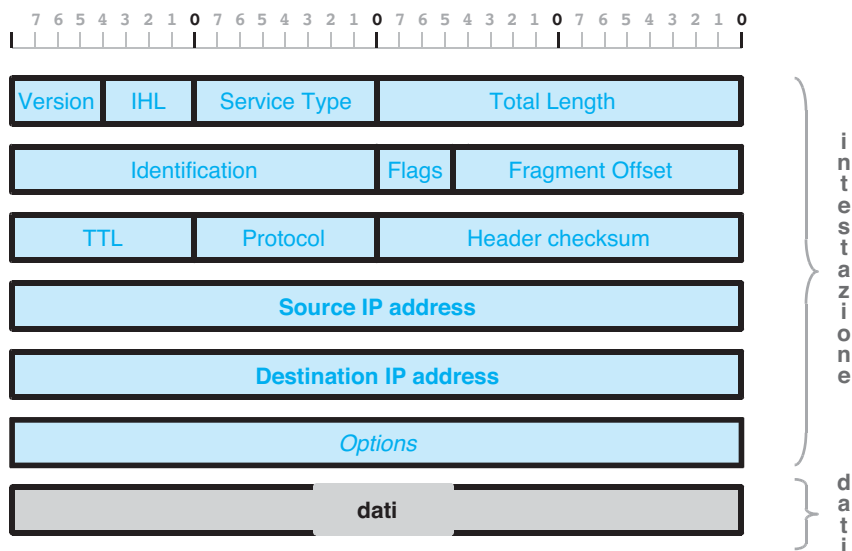 7 6 5 4 3 2 1 0 7 6 5 4 3 2 1 0 7 6 5 4 3 2 1 0 7 6 5 4 3 2 1 0
Version IHL Service Type Total Length
Identification Flags Fragment Offset
TTL Protocol Header checksum
Source IP address
Destination IP address
Options
dati
intestazione
dati